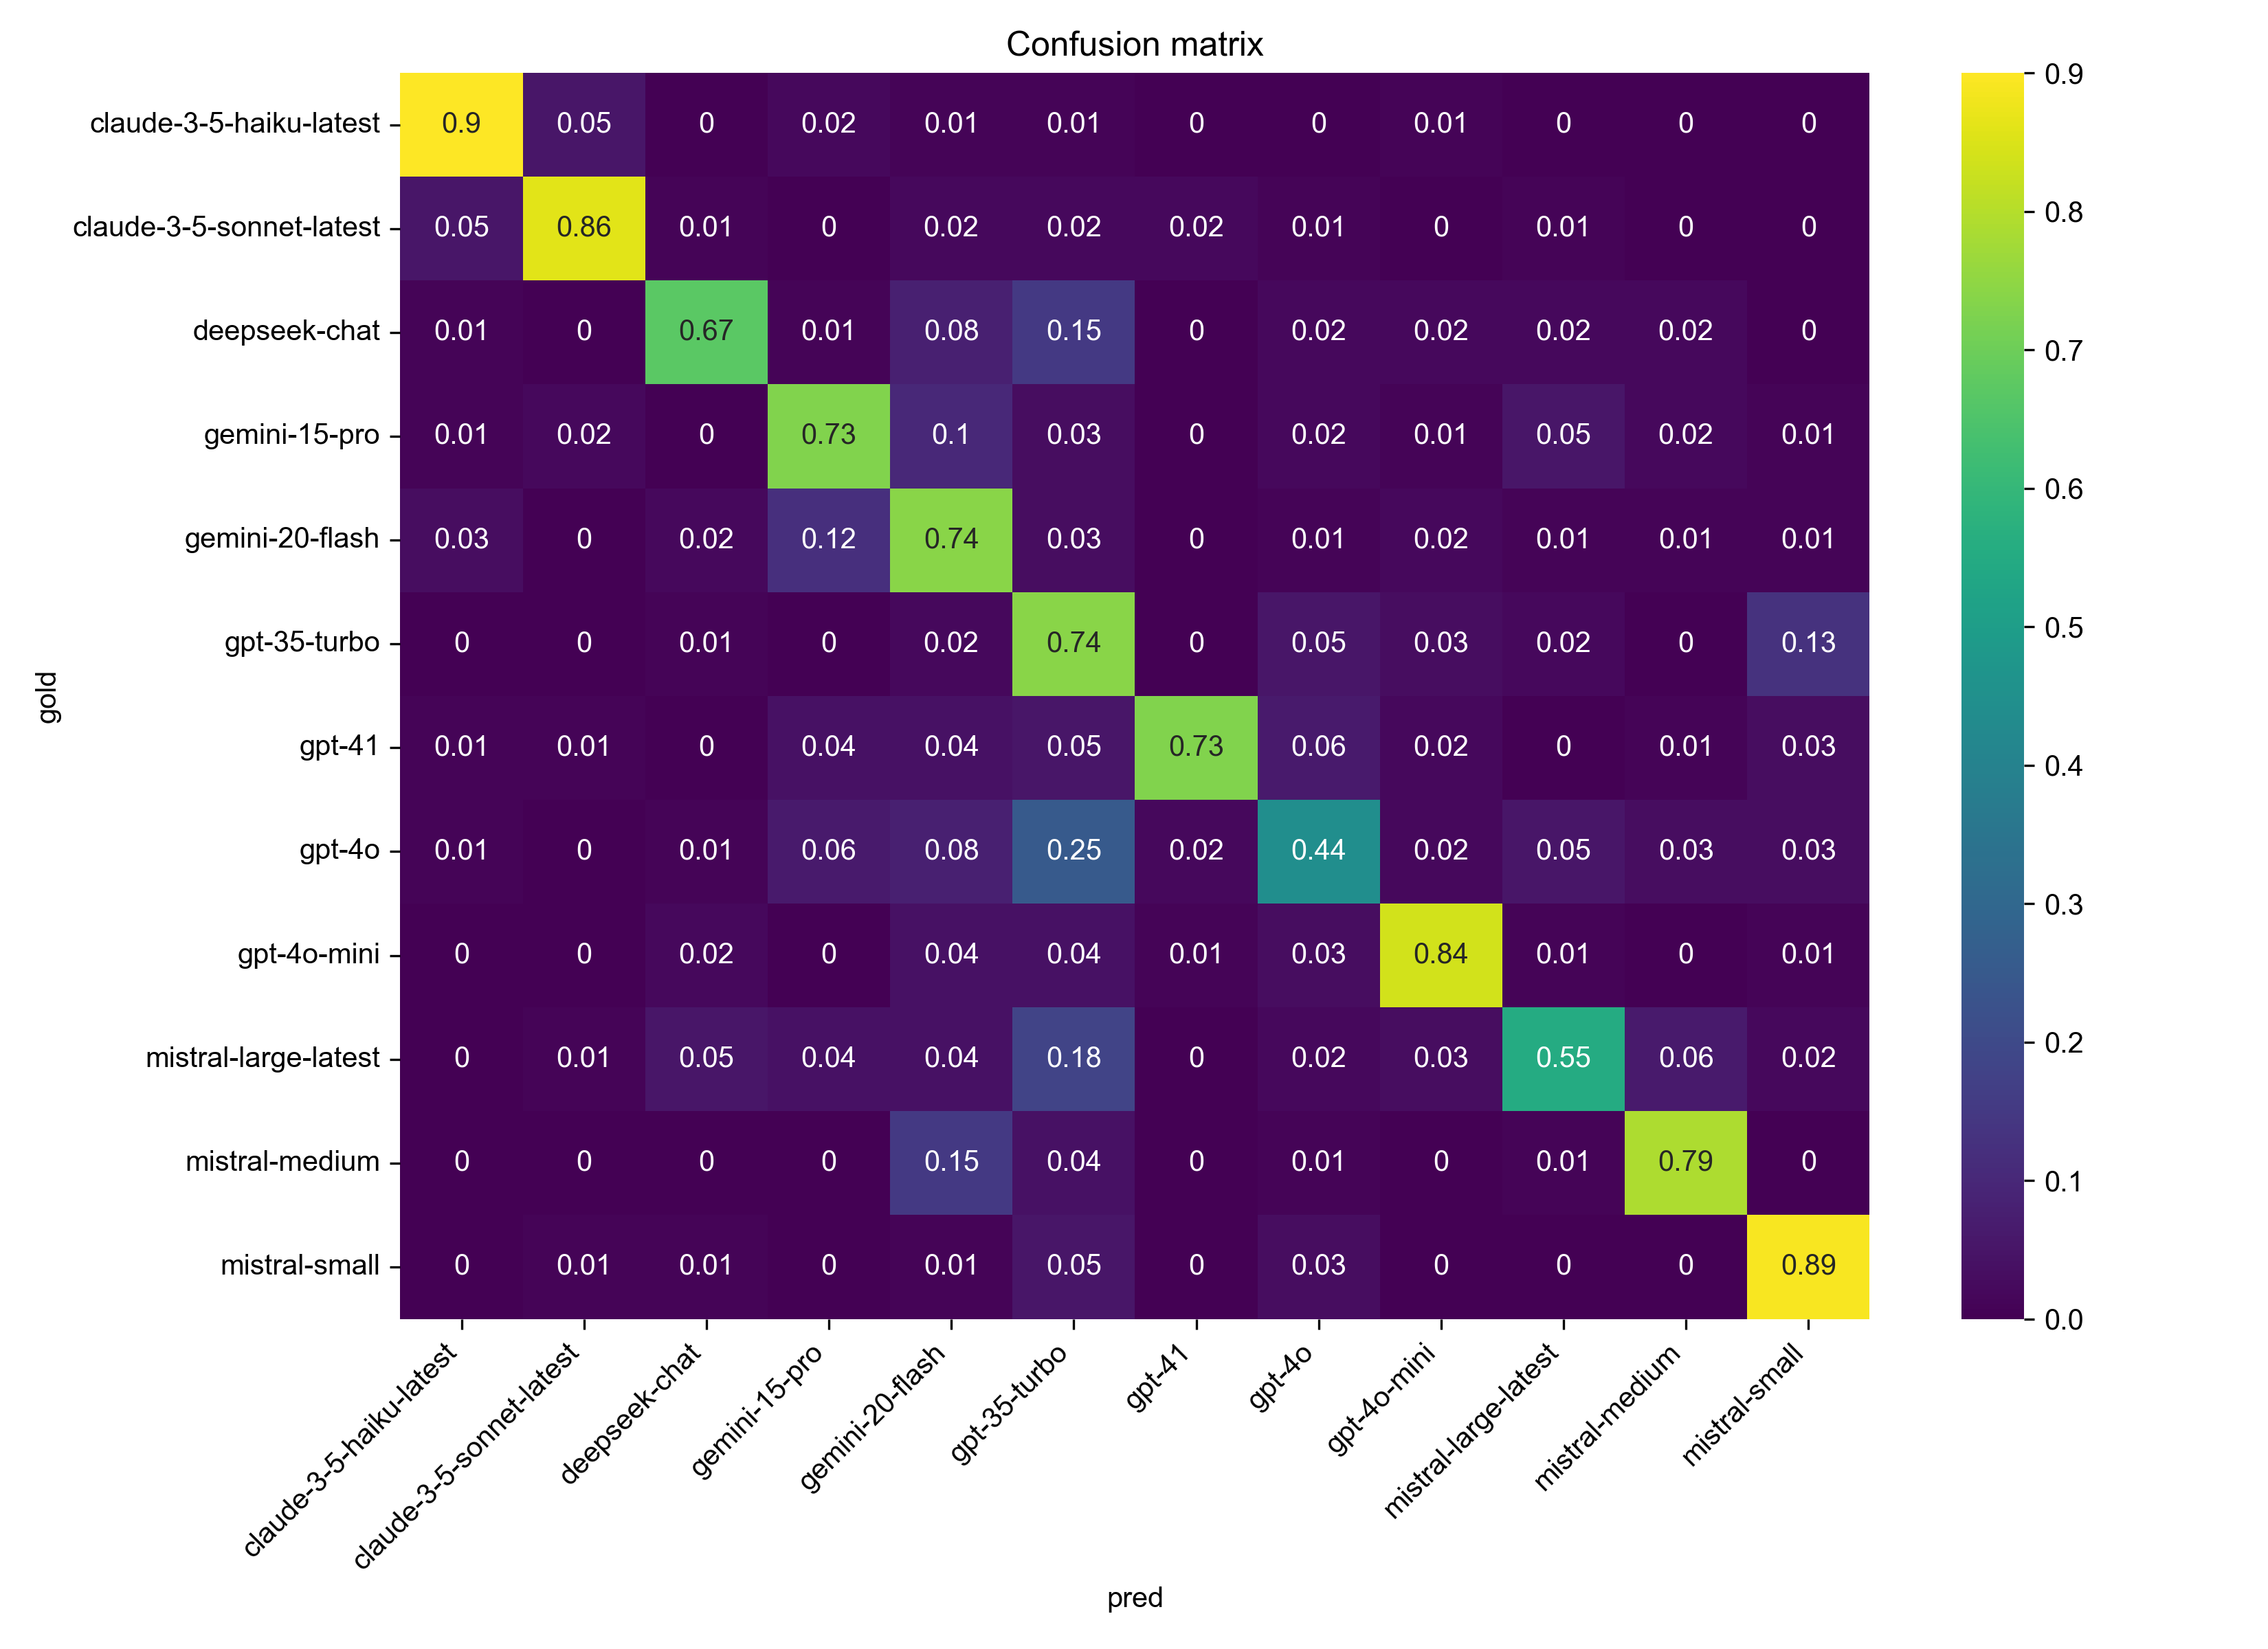 Confusion matrix
claude-3-5-haiku-latest 0.9 0.05 0 0.02 0.01 0.01 0 0 0.01 0 0 0
claude-3-5-sonnet-latest 0.05 0.86 0.01 0 0.02 0.02 0.02 0.01 0 0.01 0 0
deepseek-chat 0.01 0 0.67 0.01 0.08 0.15 0 0.02 0.02 0.02 0.02 0
gemini-15-pro 0.01 0.02 0 0.73 0.1 0.03 0 0.02 0.01 0.05 0.02 0.01
gemini-20-flash 0.03 0 0.02 0.12 0.74 0.03 0 0.01 0.02 0.01 0.01 0.01
gpt-35-turbo 0 0 0.01 0 0.02 0.74 0 0.05 0.03 0.02 0 0.13
gpt-41 0.01 0.01 0 0.04 0.04 0.05 0.73 0.06 0.02 0 0.01 0.03
gpt-4o 0.01 0 0.01 0.06 0.08 0.25 0.02 0.44 0.02 0.05 0.03 0.03
gpt-4o-mini 0 0 0.02 0 0.04 0.04 0.01 0.03 0.84 0.01 0 0.01
mistral-large-latest 0 0.01 0.05 0.04 0.04 0.18 0 0.02 0.03 0.55 0.06 0.02
mistral-medium 0 0 0 0 0.15 0.04 0 0.01 0 0.01 0.79 0
mistral-small 0 0.01 0.01 0 0.01 0.05 0 0.03 0 0 0 0.89
gold
claude-3-5-haiku-latest
claude-3-5-sonnet-latest
deepseek-chat
gemini-15-pro
gemini-20-flash
gpt-35-turbo
gpt-41
gpt-4o
gpt-4o-mini
mistral-large-latest
mistral-medium
mistral-small
pred
0.9
0.8
0.7
0.6
0.5
0.4
0.3
0.2
0.1
0.0